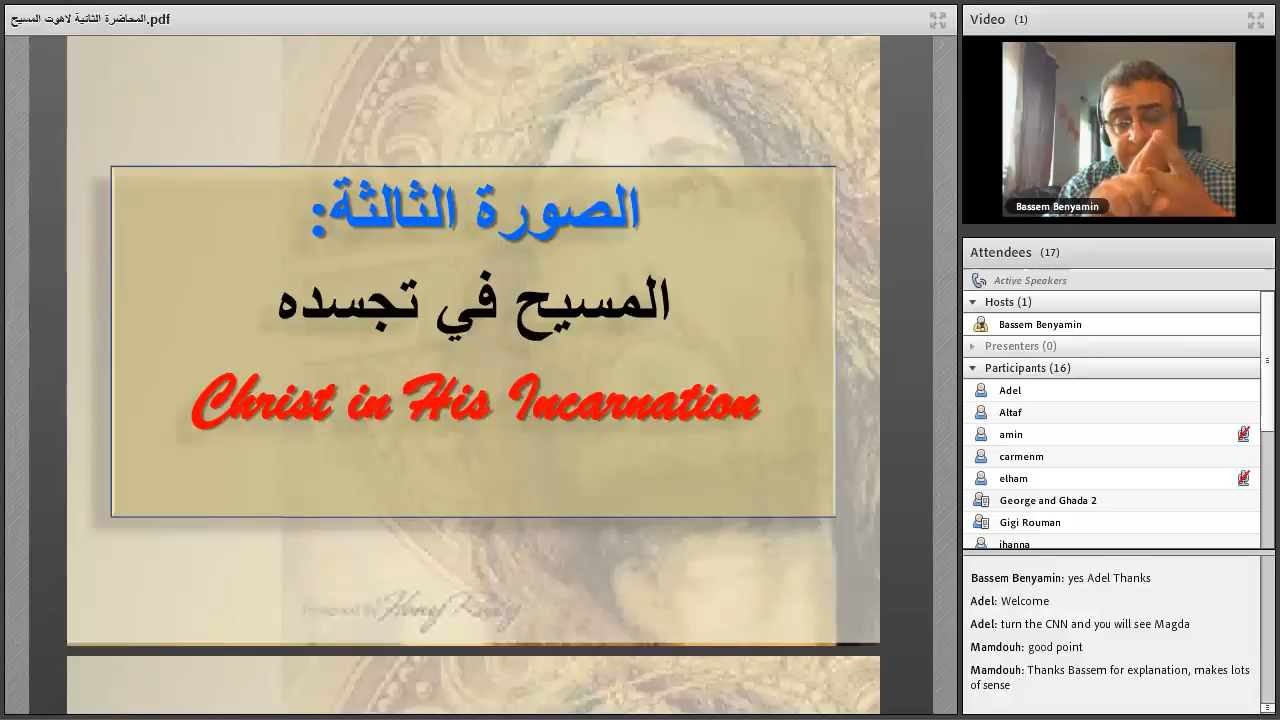 المحاضرة الثانية لاهوت المسيح.pdf
الصورة الثالثة:
المسيح في تجسده
Christ in His Incarnation
Video (1)
Bassem Benyamin
Attendees (17)
Active Speakers
Hosts (1)
Bassem Benyamin
Presenters (0)
Participants (16)
Adel
Altaf
amin
carmenm
elham
George and Ghada 2
Gigi Rouman
ihanna
Bassem Benyamin: yes Adel Thanks
Adel: Welcome
Adel: turn the CNN and you will see Magda
Mamdouh: good point
Mamdouh: Thanks Bassem for explanation, makes lots
of sense